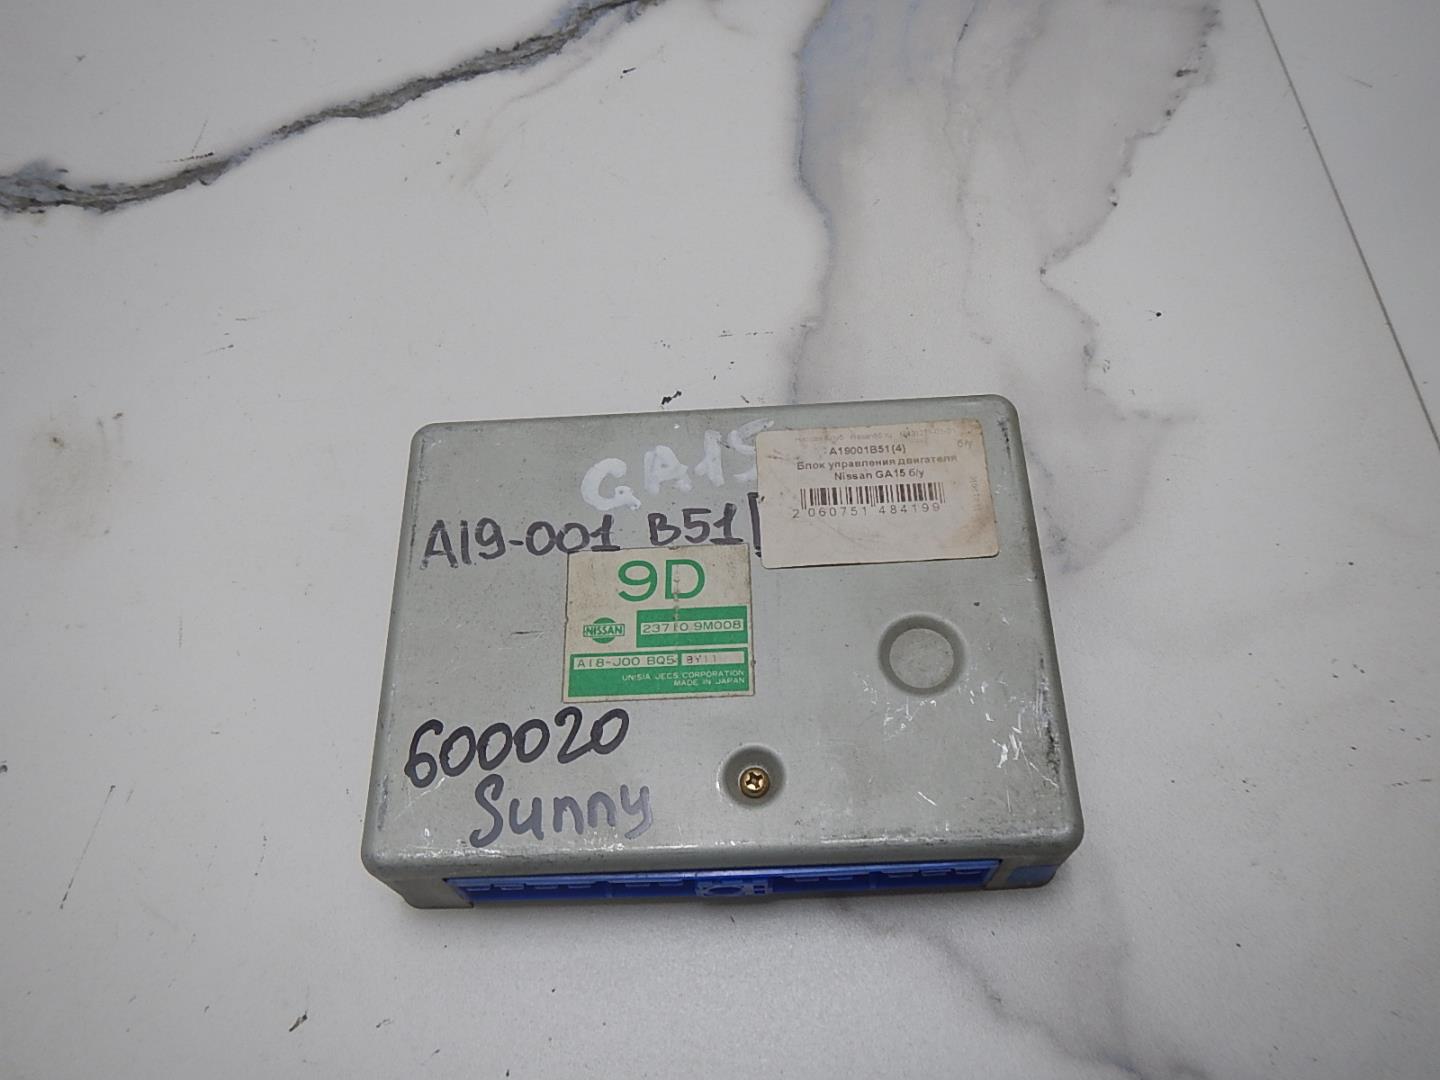 GA15
A19001B51(4)
б/у
Блок управления двигателя
Nissan GA15 б/у
2 060751 484199
A19-001 B51
9D
NISSAN
23710 9M008
A18-J00 BQ5
UNISIA JECS CORPORATION
MADE IN JAPAN
600020
Sunny